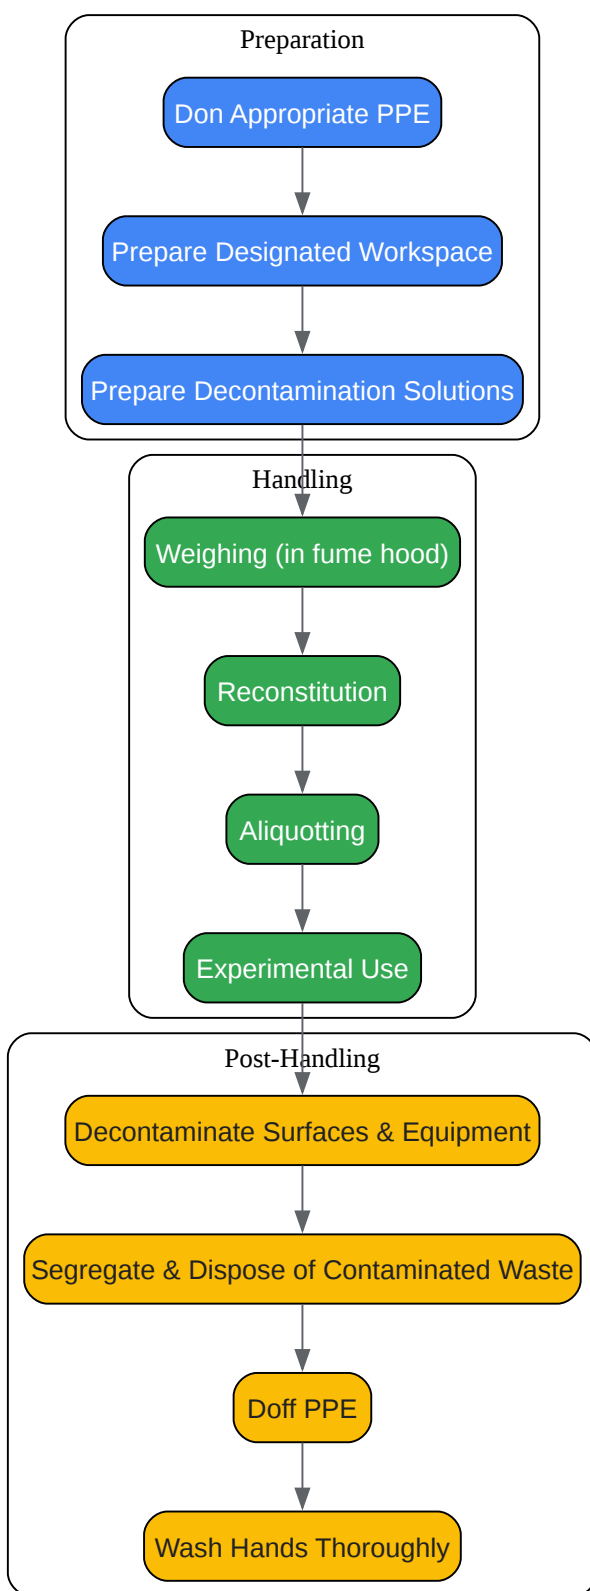 Preparation
Don Appropriate PPE
Prepare Designated Workspace
Prepare Decontamination Solutions
Handling
Weighing (in fume hood)
Reconstitution
Aliquotting
Experimental Use
Post-Handling
Decontaminate Surfaces & Equipment
Segregate & Dispose of Contaminated Waste
Doff PPE
Wash Hands Thoroughly